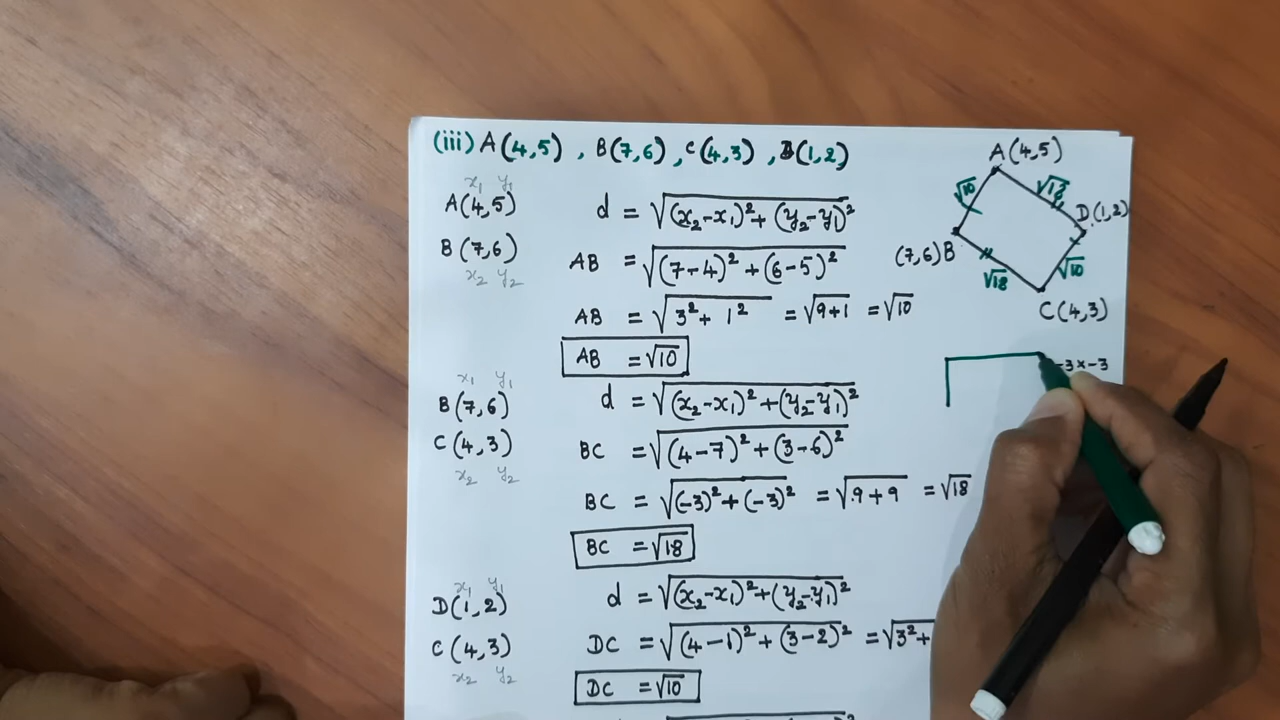 (iii) A(4,5) , B(7,6) , C(4,3) , D(1,2)
A(4,5)
x₁ y₁
√10
√18
A(4,5)
d = √(x₂-x₁)²+(y₂-y₁)²
D(1,2)
B(7,6)
AB = √(7-4)²+(6-5)²
(7,6)B
x₂ y₂
√18
√10
AB = √3²+1² = √9+1 = √10
C(4,3)
AB = √10
-3×-3
x₁ y₁
B(7,6)
d = √(x₂-x₁)²+(y₂-y₁)²
C(4,3)
BC = √(4-7)²+(3-6)²
x₂ y₂
BC = √(-3)²+(-3)² = √9+9 = √18
BC = √18
x₁ y₁
D(1,2)
d = √(x₂-x₁)²+(y₂-y₁)²
C(4,3)
DC = √(4-1)²+(3-2)² = √3²+
x₂ y₂
DC = √10